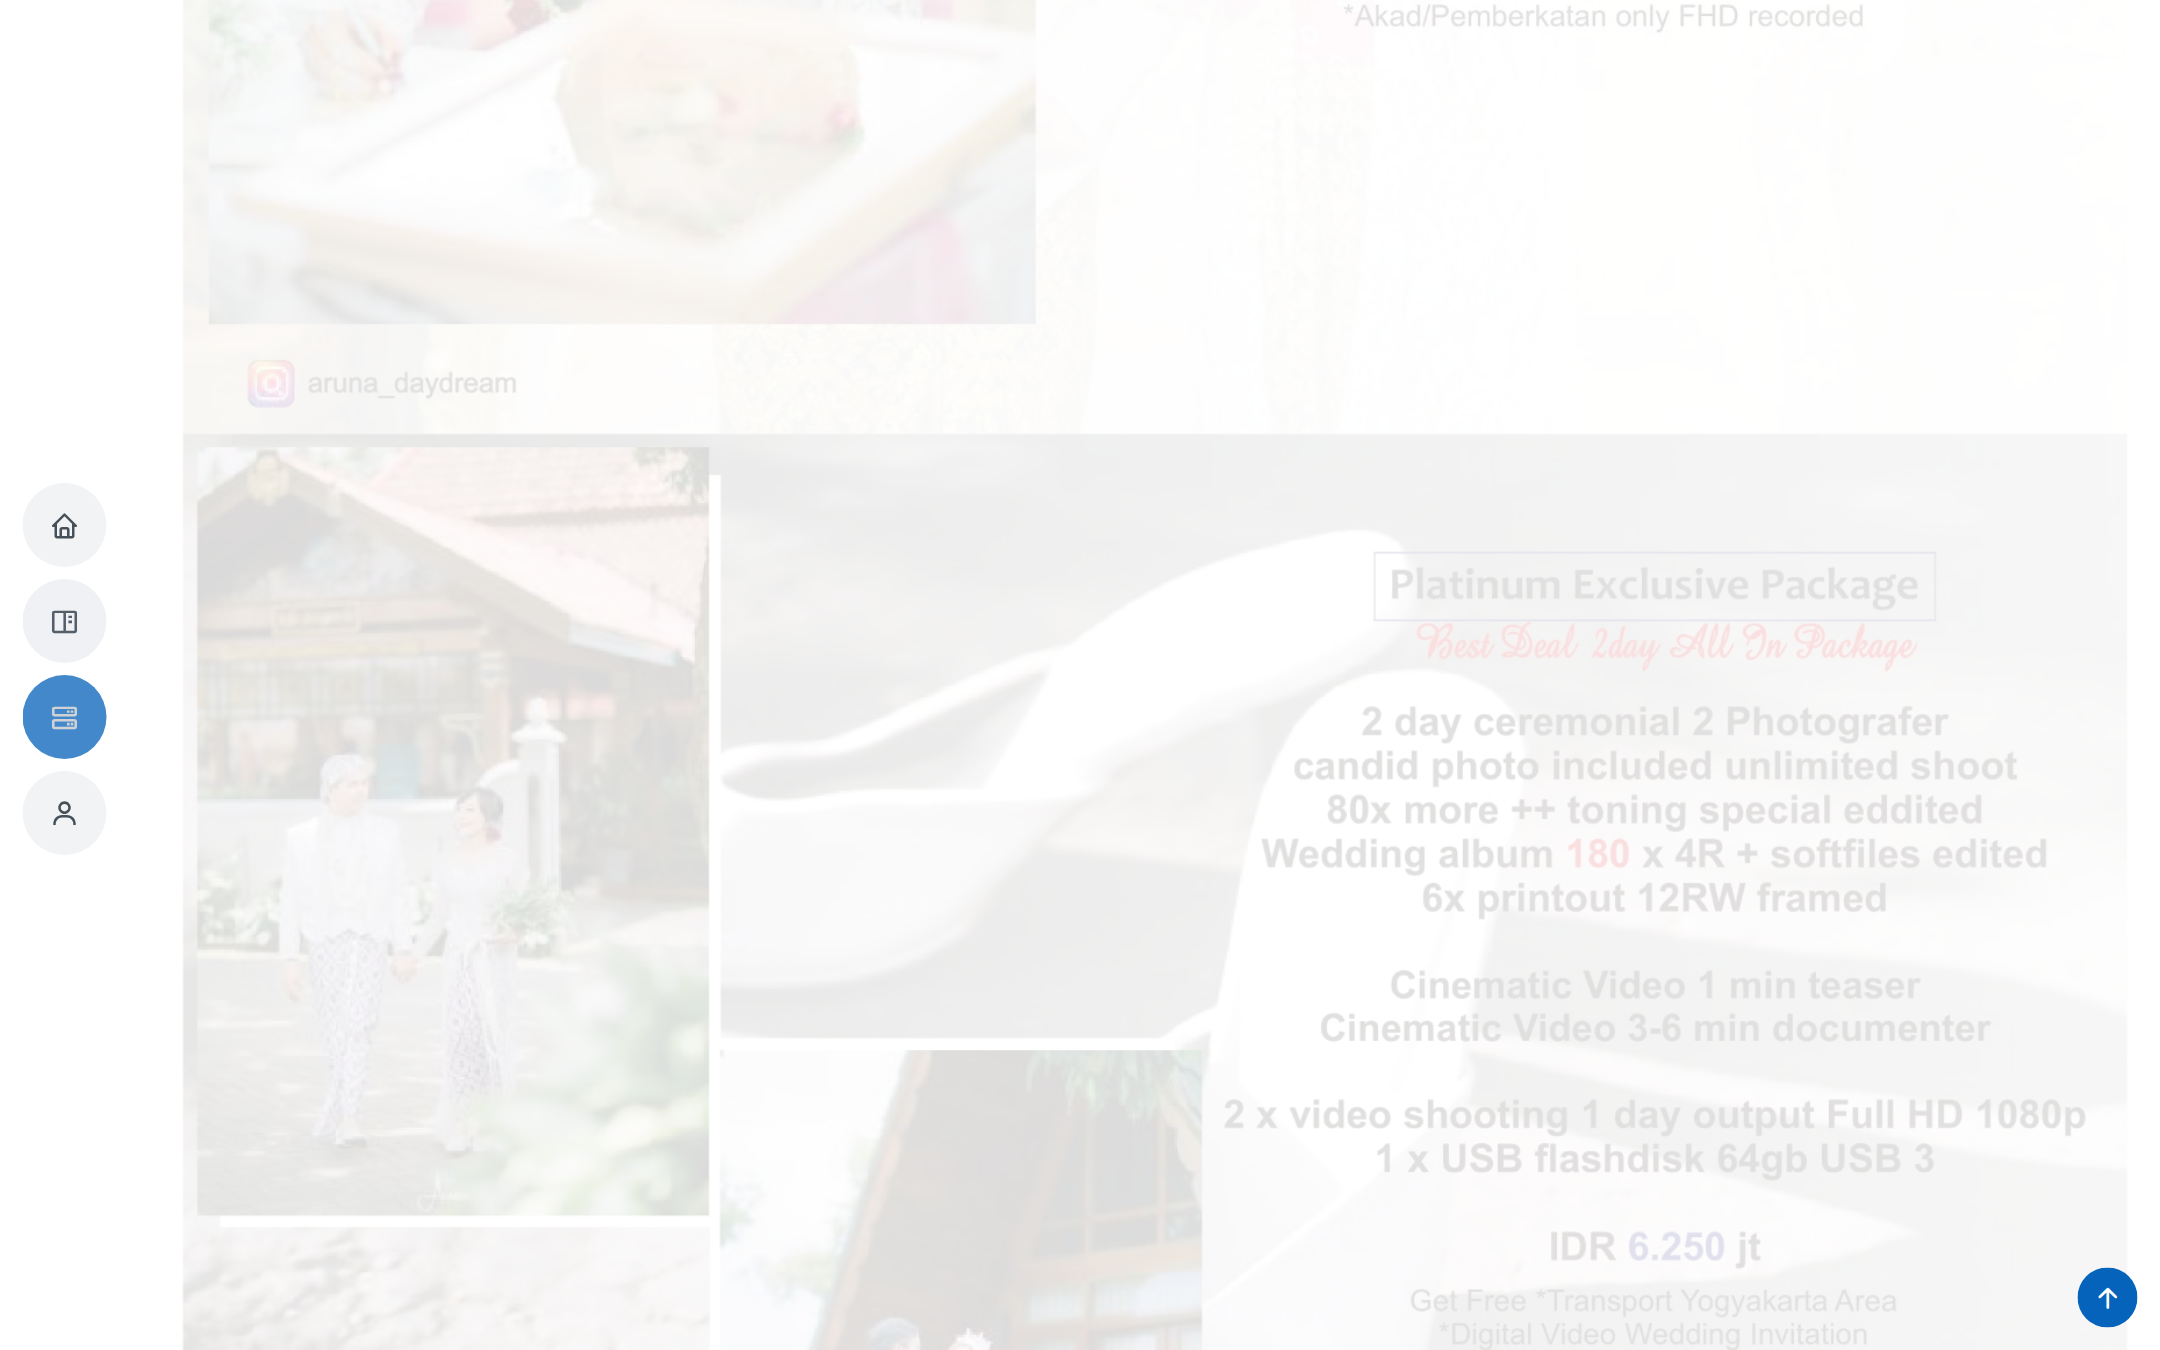 *Akad/Pemberkatan only FHD recorded
aruna_daydream
Platinum Exclusive Package
Best Deal 2day All In Package
2 day ceremonial 2 Photografer
candid photo included unlimited shoot
80x more ++ toning special eddited
Wedding album 180 x 4R + softfiles edited
6x printout 12RW framed
Cinematic Video 1 min teaser
Cinematic Video 3-6 min documenter
2 x video shooting 1 day output Full HD 1080p
1 x USB flashdisk 64gb USB 3
IDR 6.250 jt
Get Free *Transport Yogyakarta Area
*Digital Video Wedding Invitation